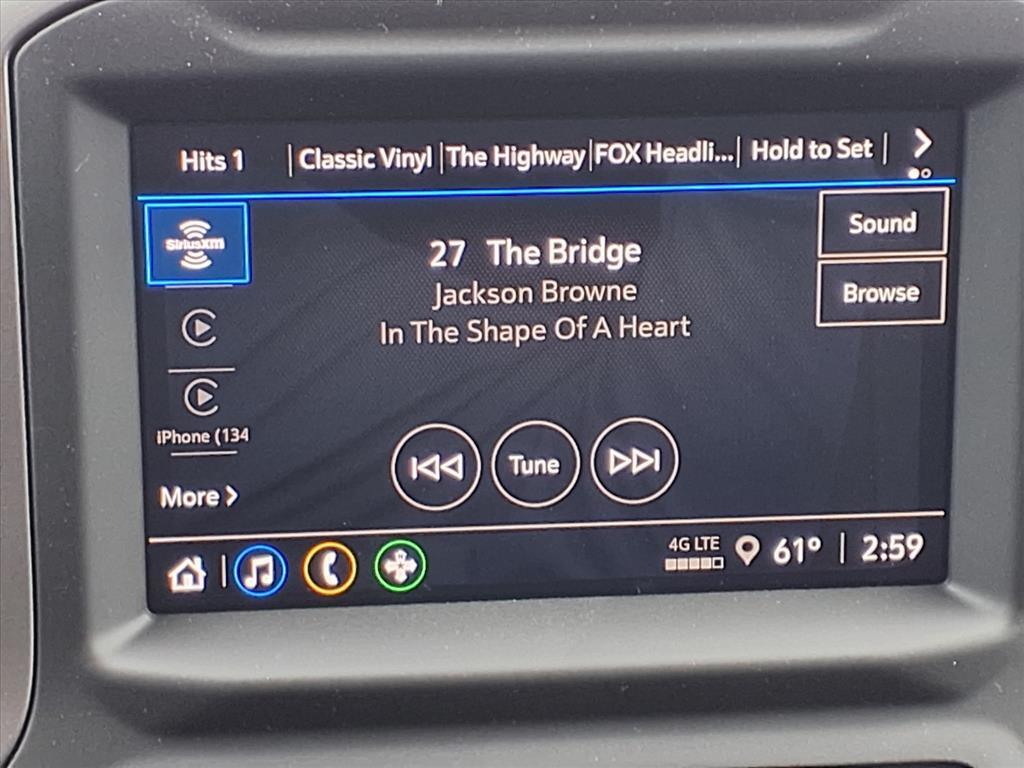 Hits 1 Classic Vinyl The Highway FOX Headli... Hold to Set
SiriusXM
27 The Bridge
Jackson Browne
In The Shape Of A Heart
Sound
Browse
iPhone (134
More
Tune
4G LTE 61° 2:59